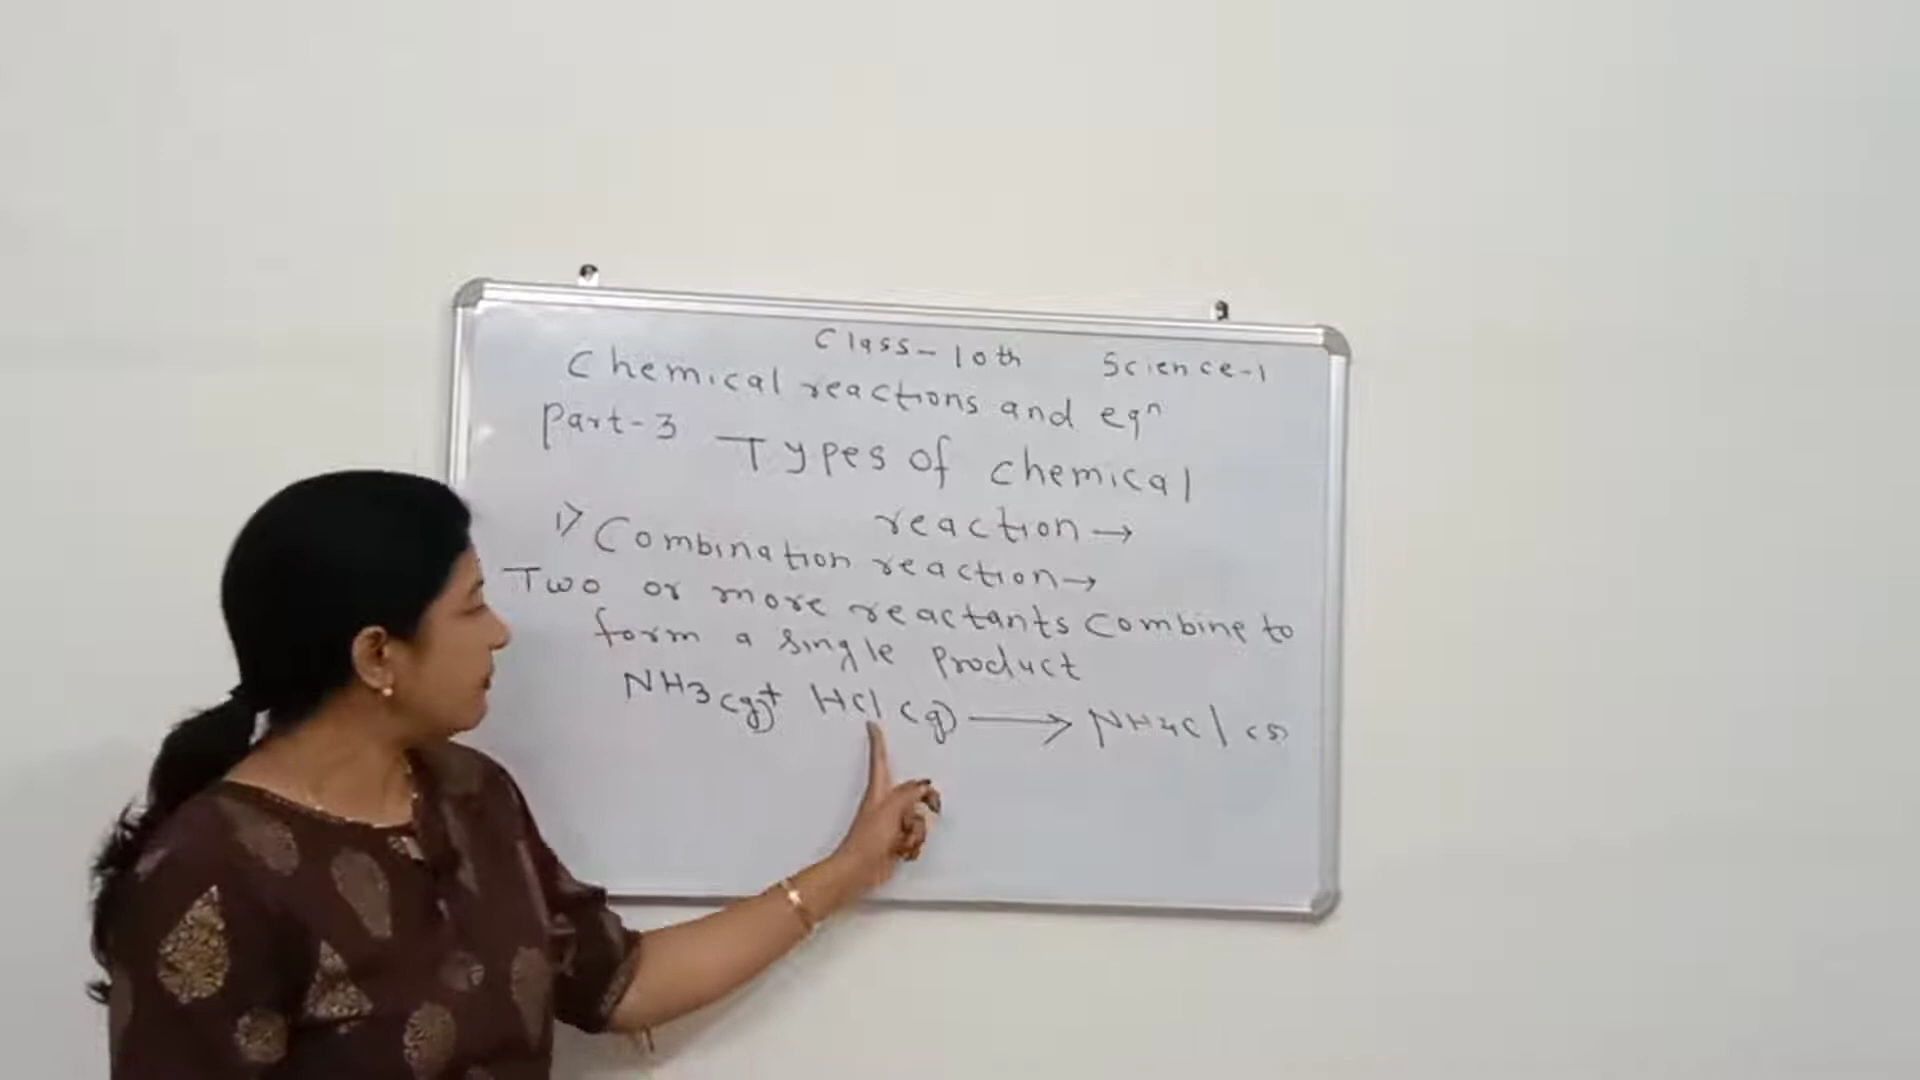 Class-10th Science-1
Chemical reactions and eqn
Part-3 Types of chemical
reaction→
1) Combination reaction→
Two or more reactants combine to
form a single product
NH3(g)+ HCl(g) ⟶ NH4Cl(s)